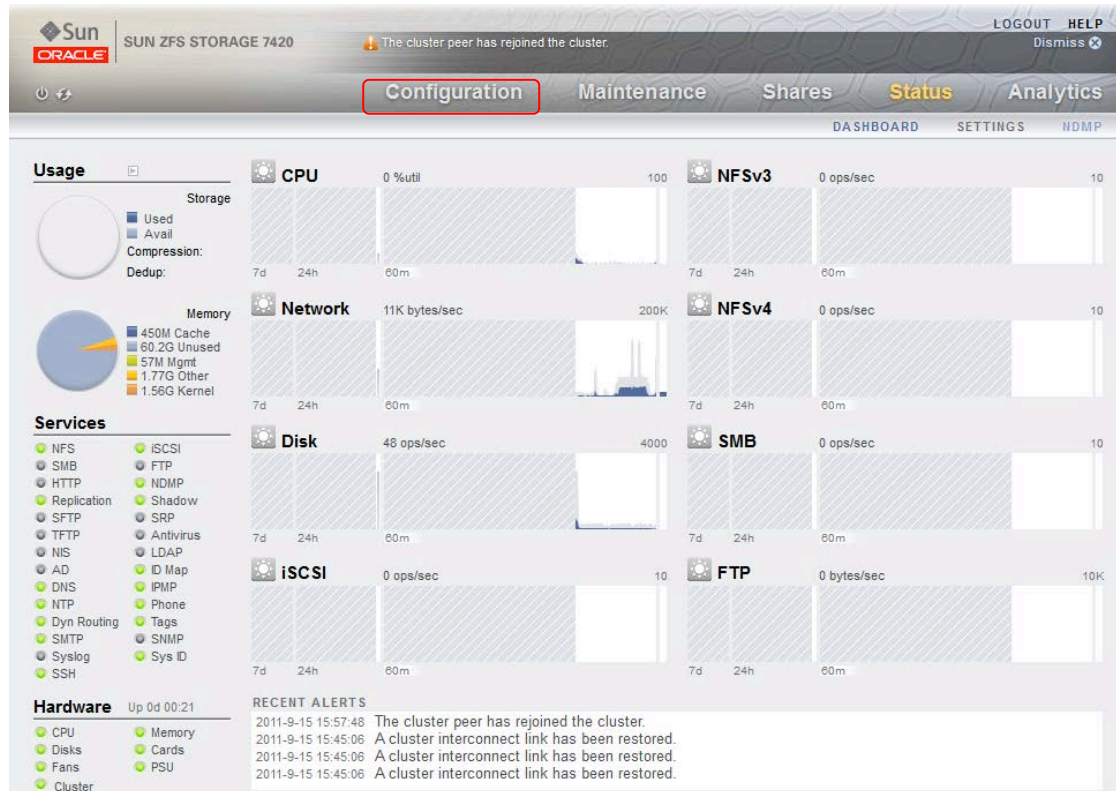 Sun
ORACLE
SUN ZFS STORAGE 7420
The cluster peer has rejoined the cluster.
LOGOUT HELP
Dismiss
Configuration Maintenance Shares Status Analytics
DASHBOARD SETTINGS NDMP
Usage
Storage
Used
Avail
Compression:
Dedup:
Memory
450M Cache
60.2G Unused
57M Mgmt
1.77G Other
1.56G Kernel
Services
NFS iSCSI
SMB FTP
HTTP NDMP
Replication Shadow
SFTP SRP
TFTP Antivirus
NIS LDAP
AD ID Map
DNS IPMP
NTP Phone
Dyn Routing Tags
SMTP SNMP
Syslog Sys ID
SSH
Hardware Up 0d 00:21
CPU Memory
Disks Cards
Fans PSU
Cluster
CPU 0 %util 100
7d 24h 60m
Network 11K bytes/sec 200K
7d 24h 60m
Disk 48 ops/sec 4000
7d 24h 60m
iSCSI 0 ops/sec 10
7d 24h 60m
NFSv3 0 ops/sec 10
7d 24h 60m
NFSv4 0 ops/sec 10
7d 24h 60m
SMB 0 ops/sec 10
7d 24h 60m
FTP 0 bytes/sec 10K
7d 24h 60m
RECENT ALERTS
2011-9-15 15:57:48 The cluster peer has rejoined the cluster.
2011-9-15 15:45:06 A cluster interconnect link has been restored.
2011-9-15 15:45:06 A cluster interconnect link has been restored.
2011-9-15 15:45:06 A cluster interconnect link has been restored.